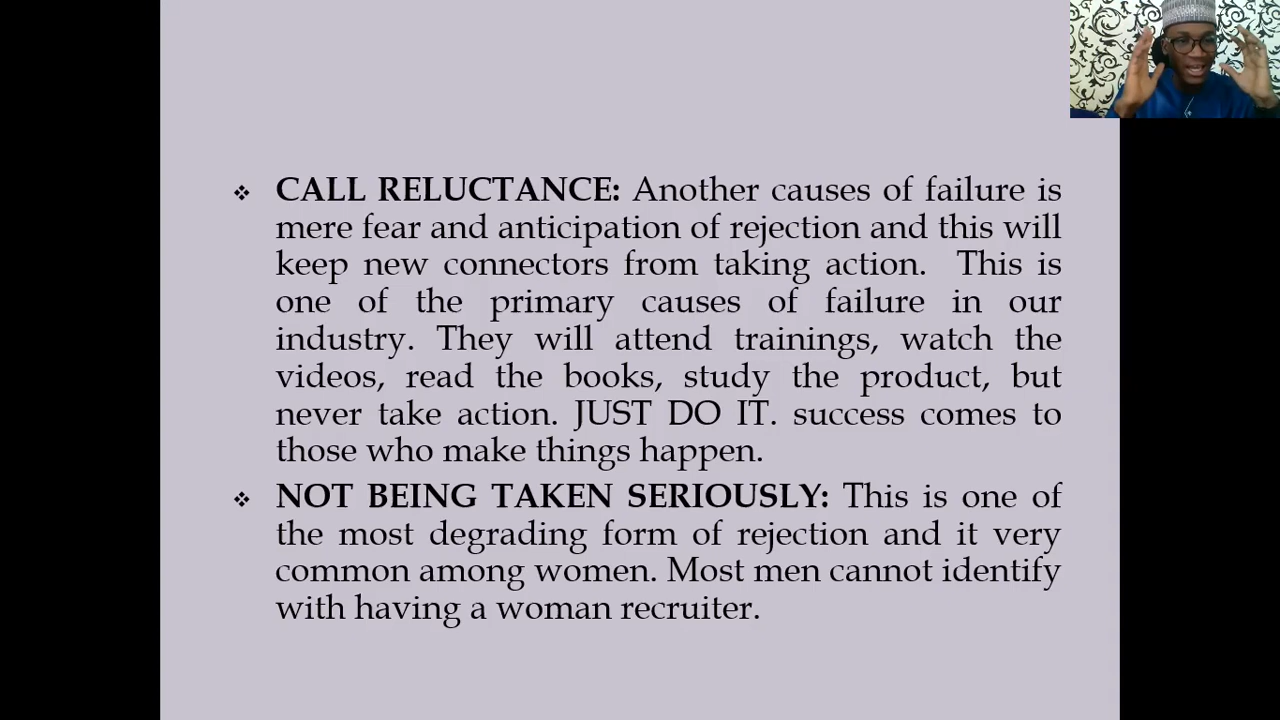 ❖ CALL RELUCTANCE: Another causes of failure is
mere fear and anticipation of rejection and this will
keep new connectors from taking action. This is
one of the primary causes of failure in our
industry. They will attend trainings, watch the
videos, read the books, study the product, but
never take action. JUST DO IT. success comes to
those who make things happen.
❖ NOT BEING TAKEN SERIOUSLY: This is one of
the most degrading form of rejection and it very
common among women. Most men cannot identify
with having a woman recruiter.